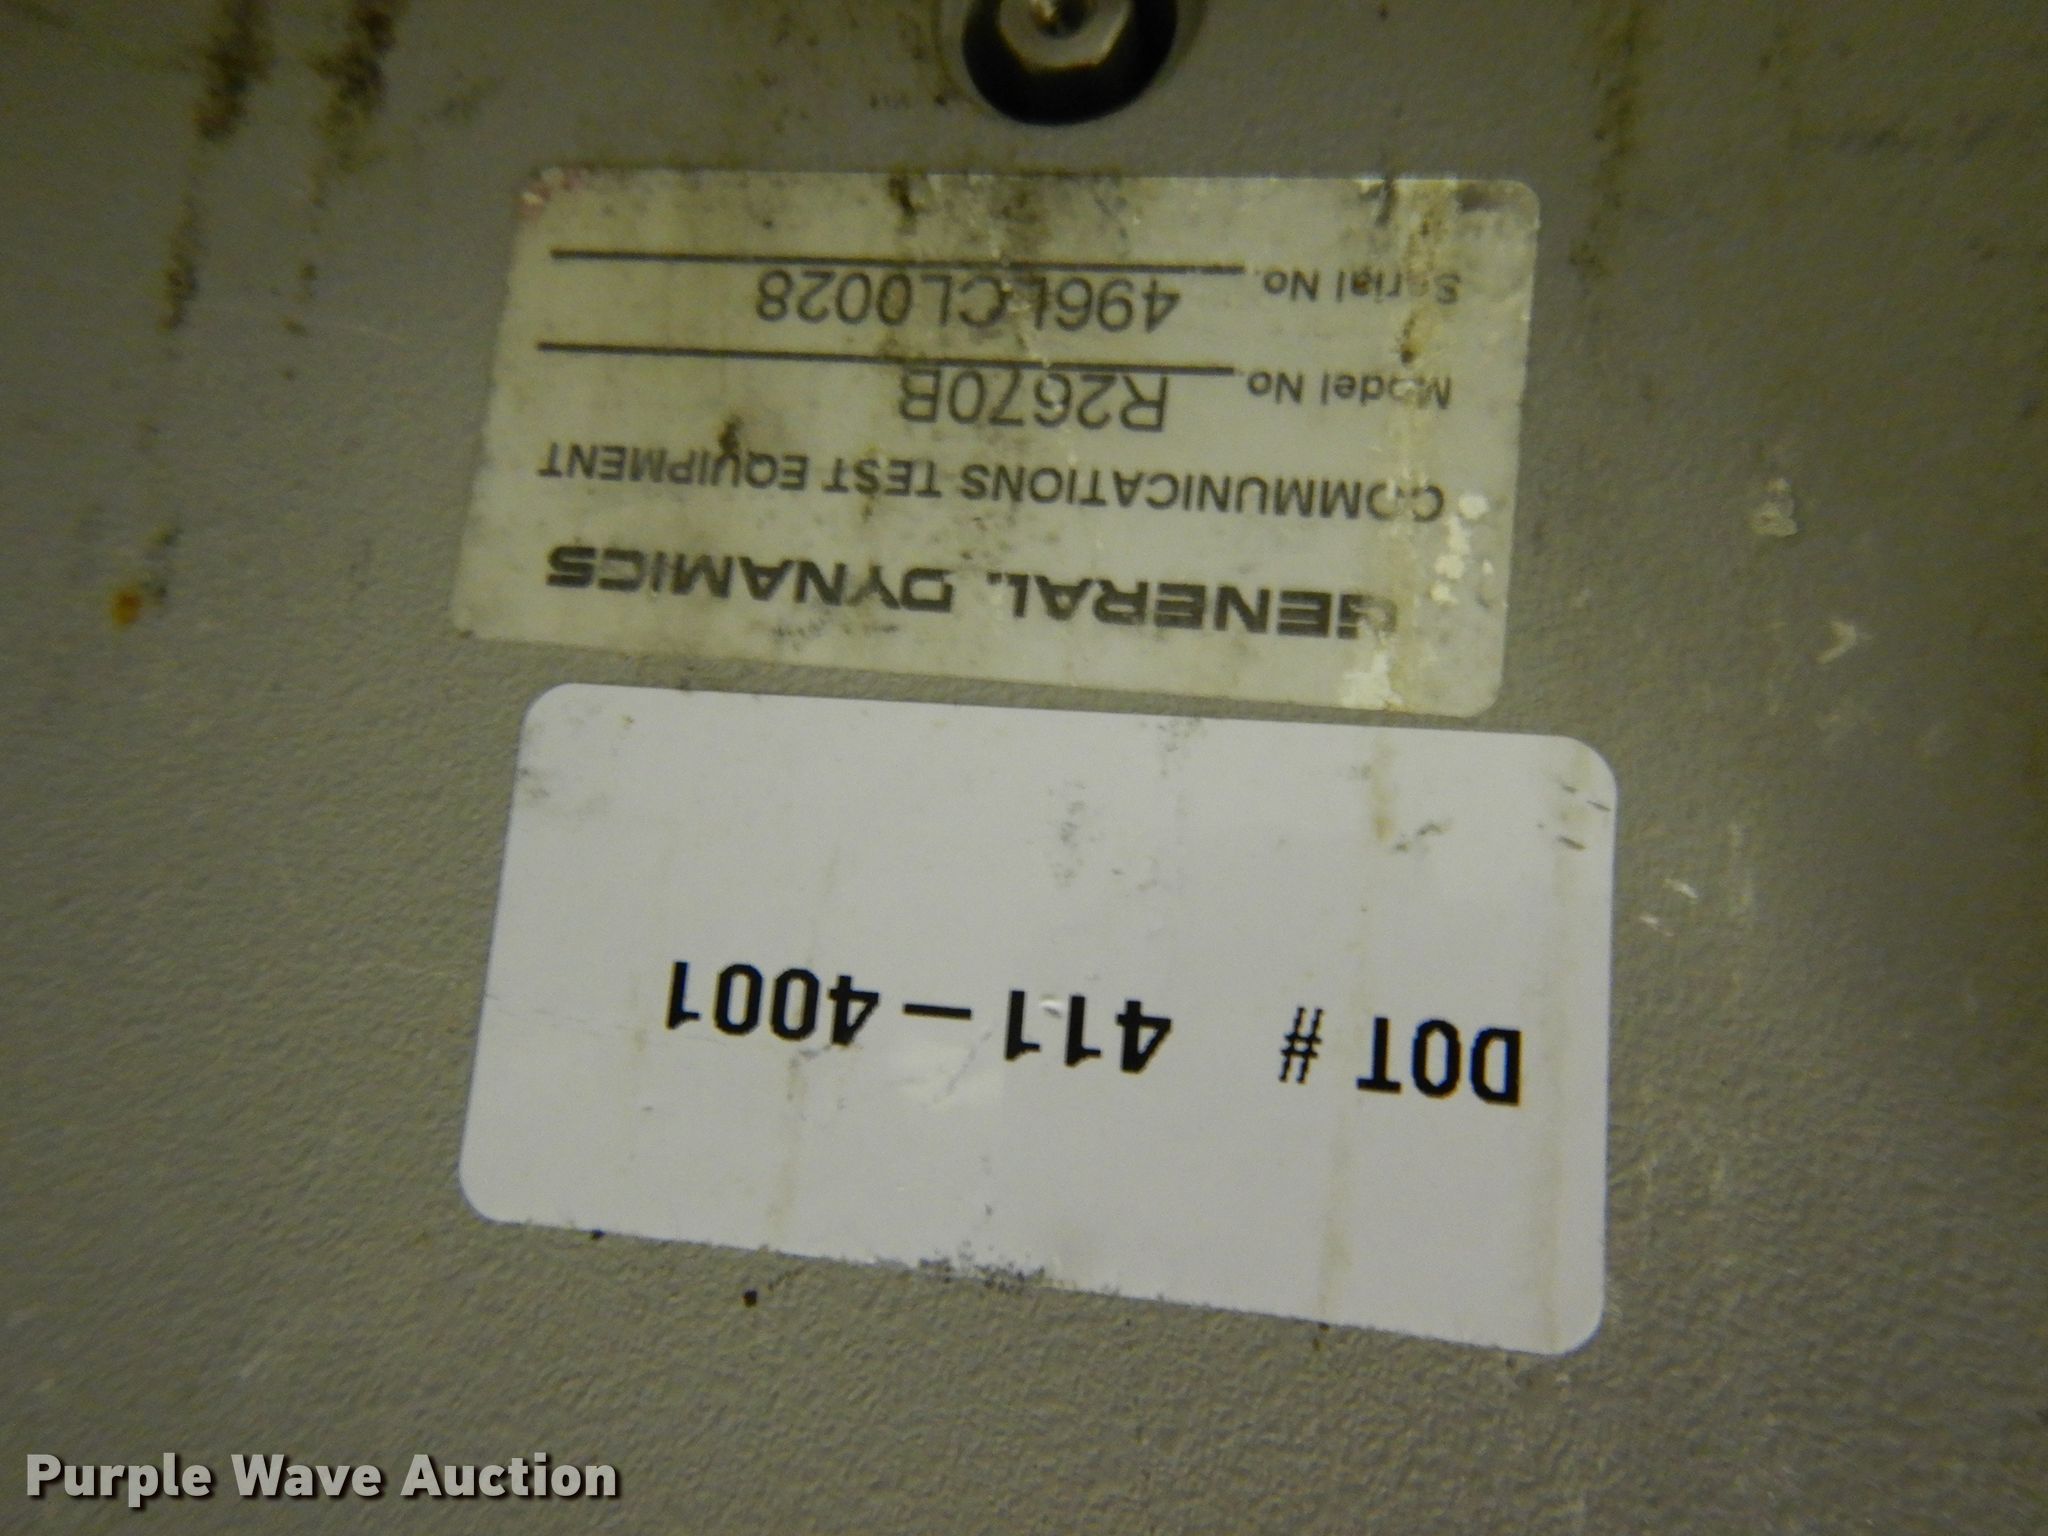 GENERAL DYNAMICS
COMMUNICATIONS TEST EQUIPMENT
Model No. R2670B
Serial No. 496LCL0028
DOT # 411-4001
Purple Wave Auction